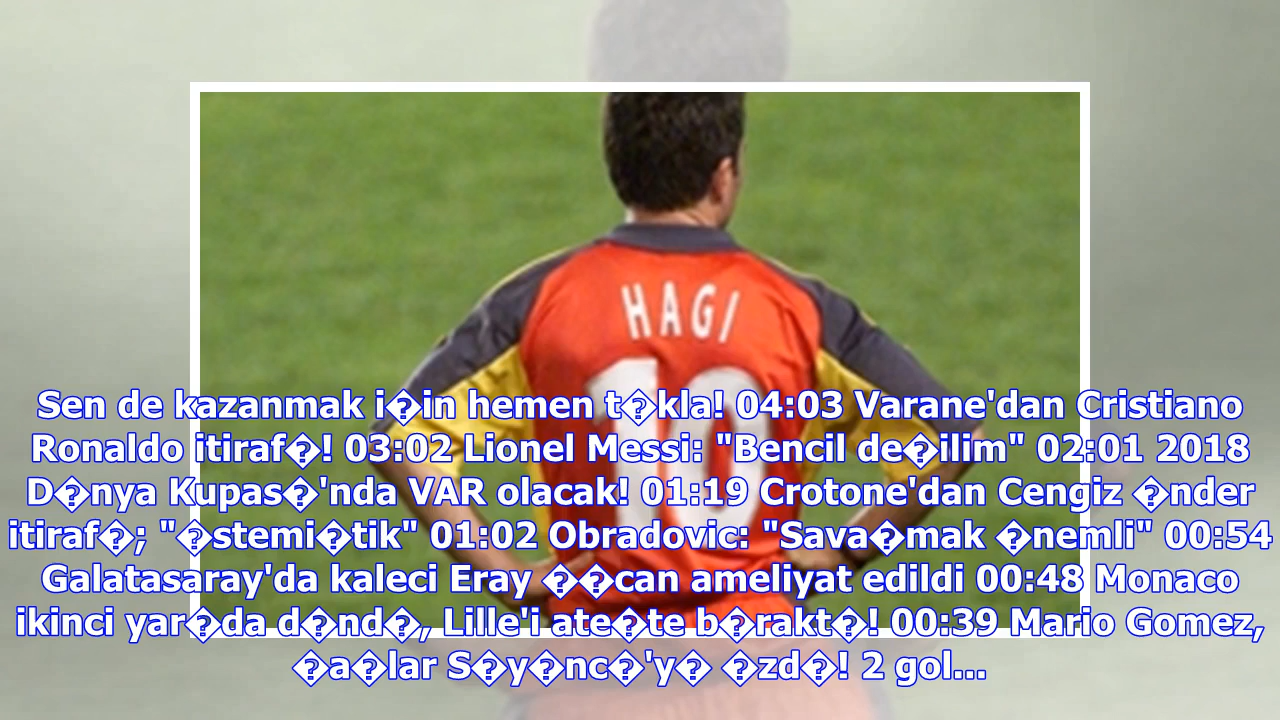 HAGI
10
Sen de kazanmak i�in hemen t�kla! 04:03 Varane'dan Cristiano
Ronaldo itiraf�! 03:02 Lionel Messi: "Bencil de�ilim" 02:01 2018
D�nya Kupas�'nda VAR olacak! 01:19 Crotone'dan Cengiz �nder
itiraf�; "�stemi�tik" 01:02 Obradovic: "Sava�mak �nemli" 00:54
Galatasaray'da kaleci Eray ��can ameliyat edildi 00:48 Monaco
ikinci yar�da d�nd�, Lille'i ate�te b�rakt�! 00:39 Mario Gomez,
�a�lar S�y�nc�'y� �zd�! 2 gol...